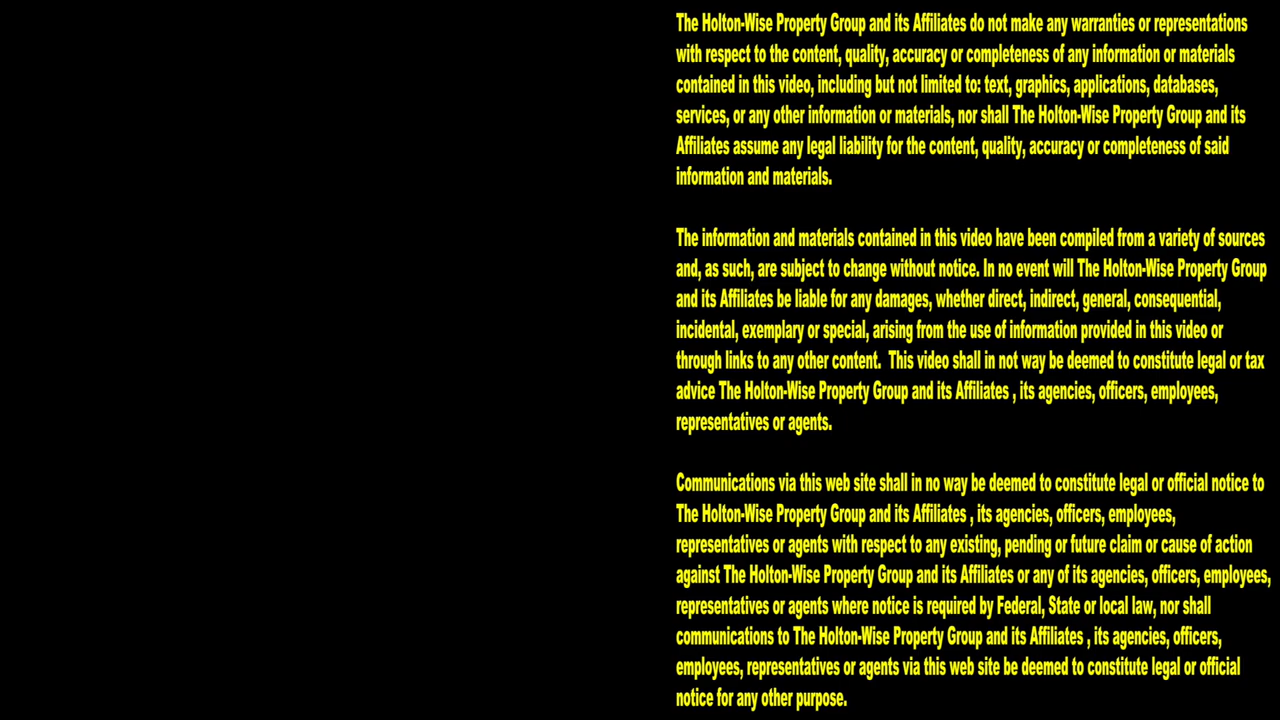 The Holton-Wise Property Group and its Affiliates do not make any warranties or representations
with respect to the content, quality, accuracy or completeness of any information or materials
contained in this video, including but not limited to: text, graphics, applications, databases,
services, or any other information or materials, nor shall The Holton-Wise Property Group and its
Affiliates assume any legal liability for the content, quality, accuracy or completeness of said
information and materials.
The information and materials contained in this video have been compiled from a variety of sources
and, as such, are subject to change without notice. In no event will The Holton-Wise Property Group
and its Affiliates be liable for any damages, whether direct, indirect, general, consequential,
incidental, exemplary or special, arising from the use of information provided in this video or
through links to any other content.  This video shall in not way be deemed to constitute legal or tax
advice The Holton-Wise Property Group and its Affiliates , its agencies, officers, employees,
representatives or agents.
Communications via this web site shall in no way be deemed to constitute legal or official notice to
The Holton-Wise Property Group and its Affiliates , its agencies, officers, employees,
representatives or agents with respect to any existing, pending or future claim or cause of action
against The Holton-Wise Property Group and its Affiliates or any of its agencies, officers, employees,
representatives or agents where notice is required by Federal, State or local law, nor shall
communications to The Holton-Wise Property Group and its Affiliates , its agencies, officers,
employees, representatives or agents via this web site be deemed to constitute legal or official
notice for any other purpose.